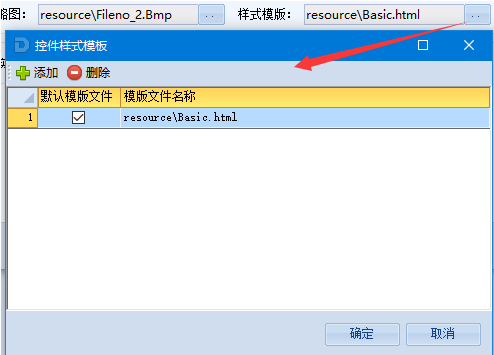 缩图： resource\Fileno_2.Bmp .. 样式模版： resource\Basic.html ..
控件样式模板
添加 删除
默认模版文件 模版文件名称
1 resource\Basic.html
确定 取消